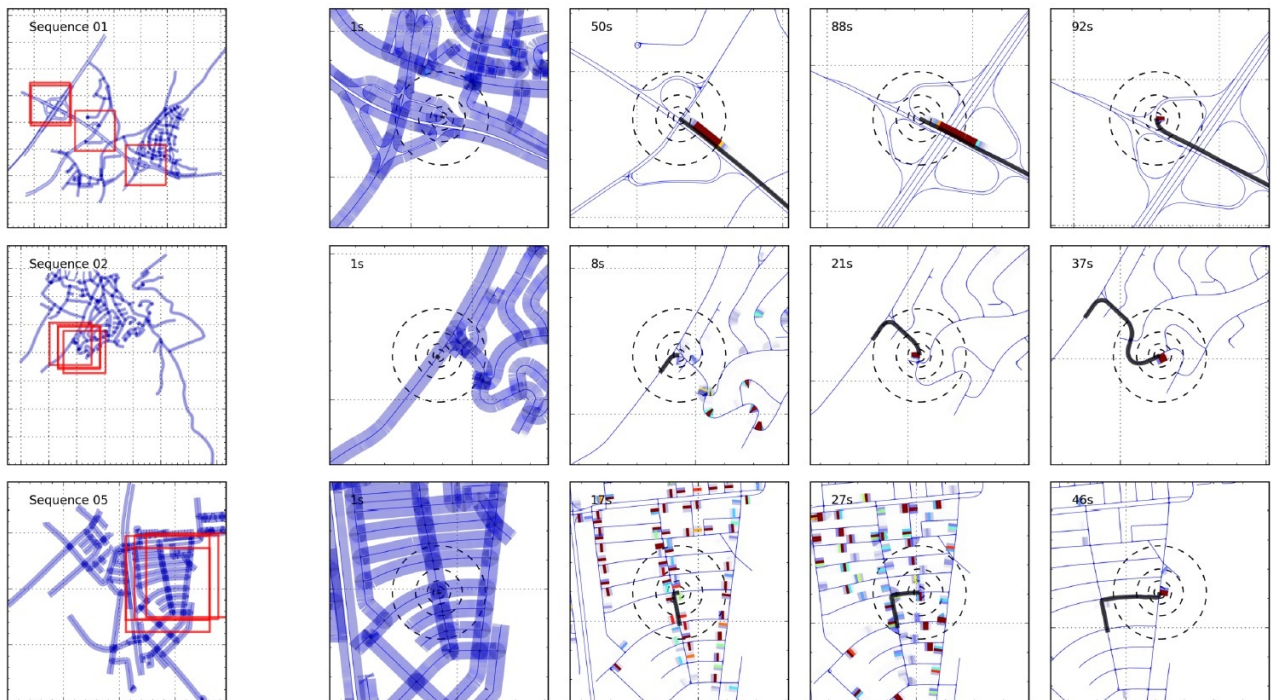 Sequence 01
1s
50s
88s
92s
Sequence 02
1s
8s
21s
37s
Sequence 05
1s
17s
27s
46s